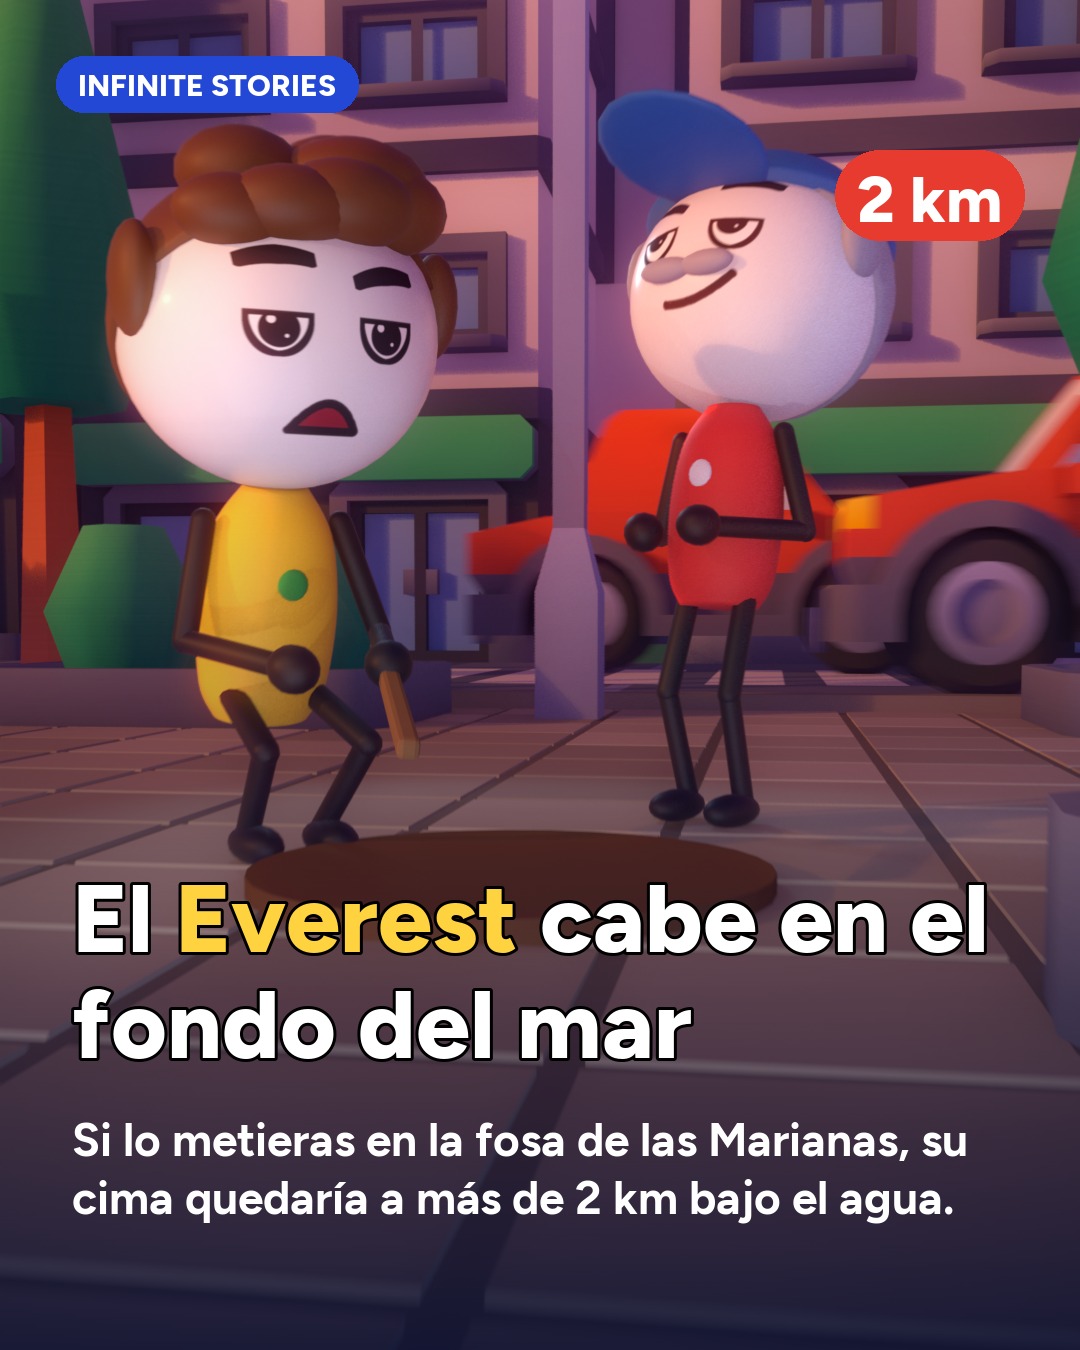 INFINITE STORIES
2 km
El Everest cabe en el
fondo del mar
Si lo metieras en la fosa de las Marianas, su
cima quedaría a más de 2 km bajo el agua.